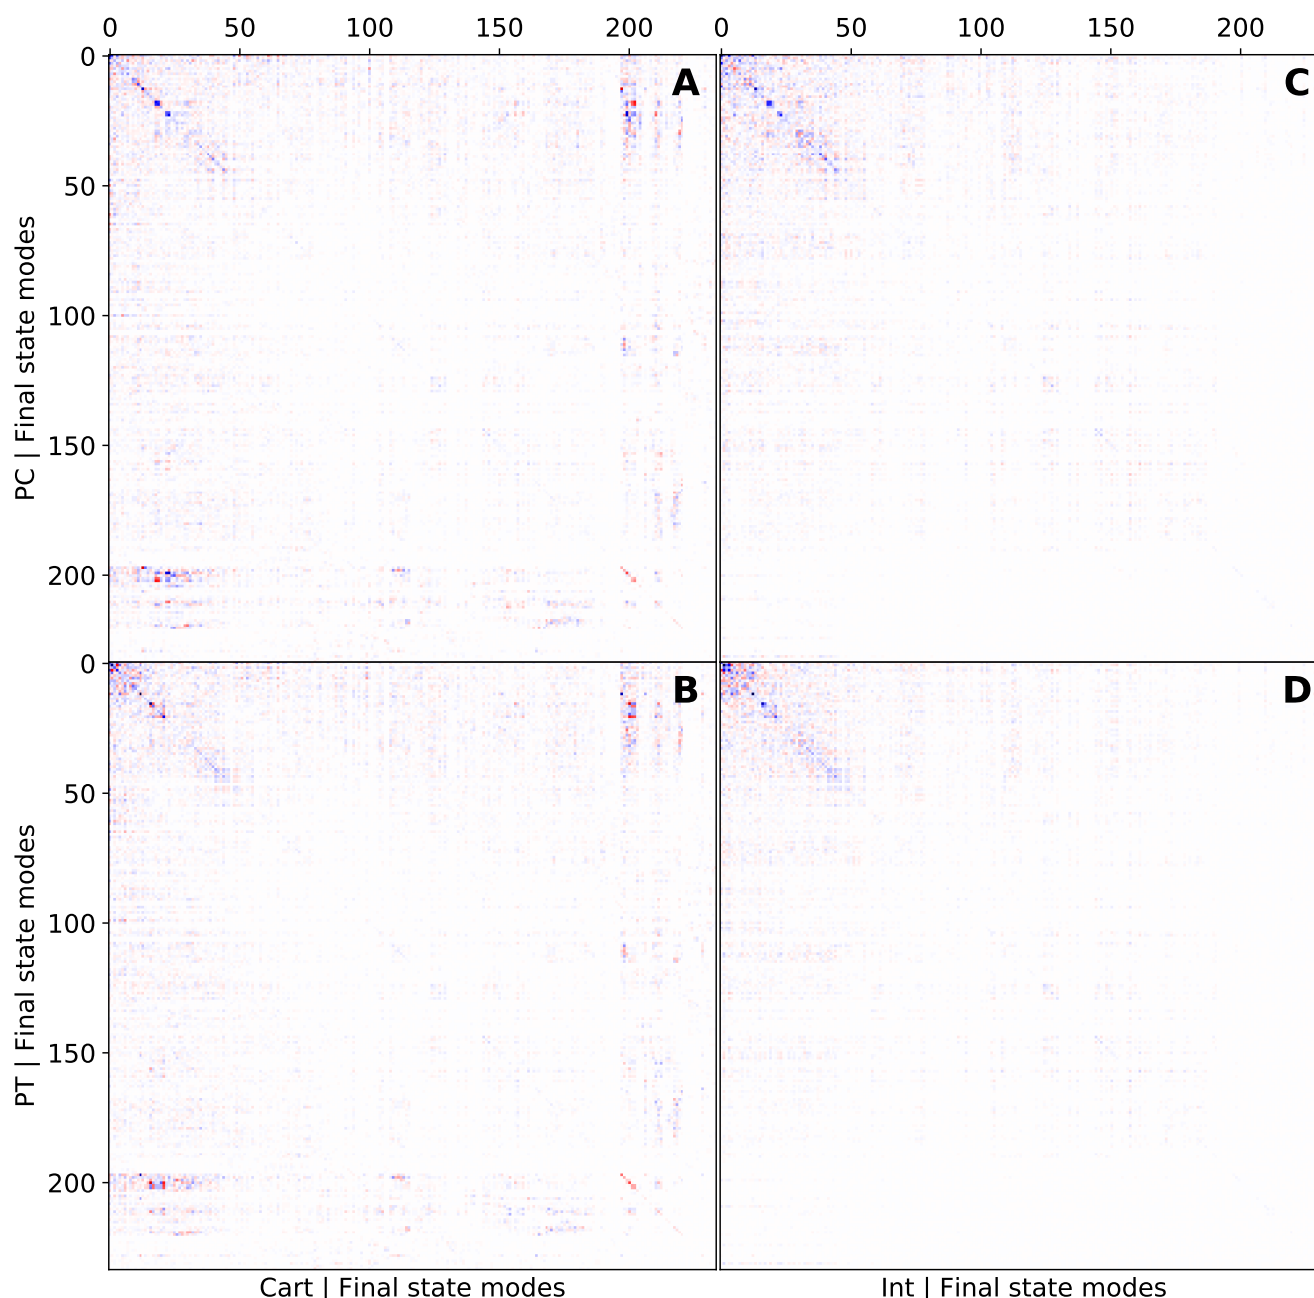 0 50 100 150 200 0 50 100 150 200
A
C
0
50
100
150
200
PC | Final state modes
B
D
0
50
100
150
200
PT | Final state modes
Cart | Final state modes Int | Final state modes